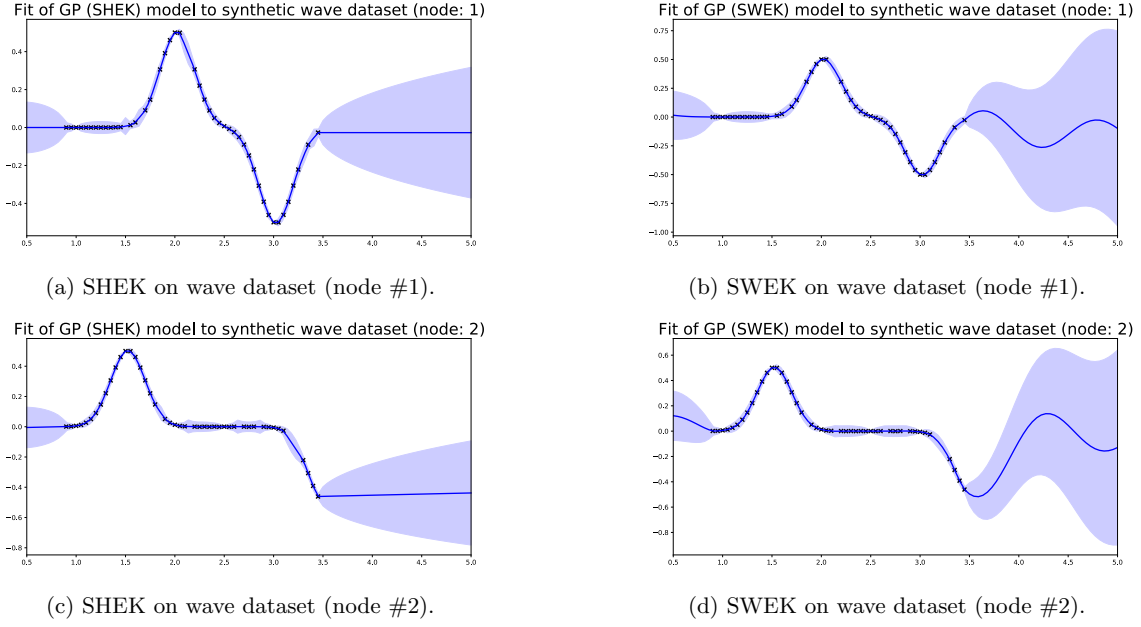 Fit of GP (SHEK) model to synthetic wave dataset (node: 1)
0.4
0.2
0.0
−0.2
−0.4
0.5 1.0 1.5 2.0 2.5 3.0 3.5 4.0 4.5 5.0
(a) SHEK on wave dataset (node #1).
Fit of GP (SWEK) model to synthetic wave dataset (node: 1)
0.75
0.50
0.25
0.00
−0.25
−0.50
−0.75
−1.00
0.5 1.0 1.5 2.0 2.5 3.0 3.5 4.0 4.5 5.0
(b) SWEK on wave dataset (node #1).
Fit of GP (SHEK) model to synthetic wave dataset (node: 2)
0.4
0.2
0.0
−0.2
−0.4
−0.6
−0.8
0.5 1.0 1.5 2.0 2.5 3.0 3.5 4.0 4.5 5.0
(c) SHEK on wave dataset (node #2).
Fit of GP (SWEK) model to synthetic wave dataset (node: 2)
0.6
0.4
0.2
0.0
−0.2
−0.4
−0.6
−0.8
0.5 1.0 1.5 2.0 2.5 3.0 3.5 4.0 4.5 5.0
(d) SWEK on wave dataset (node #2).